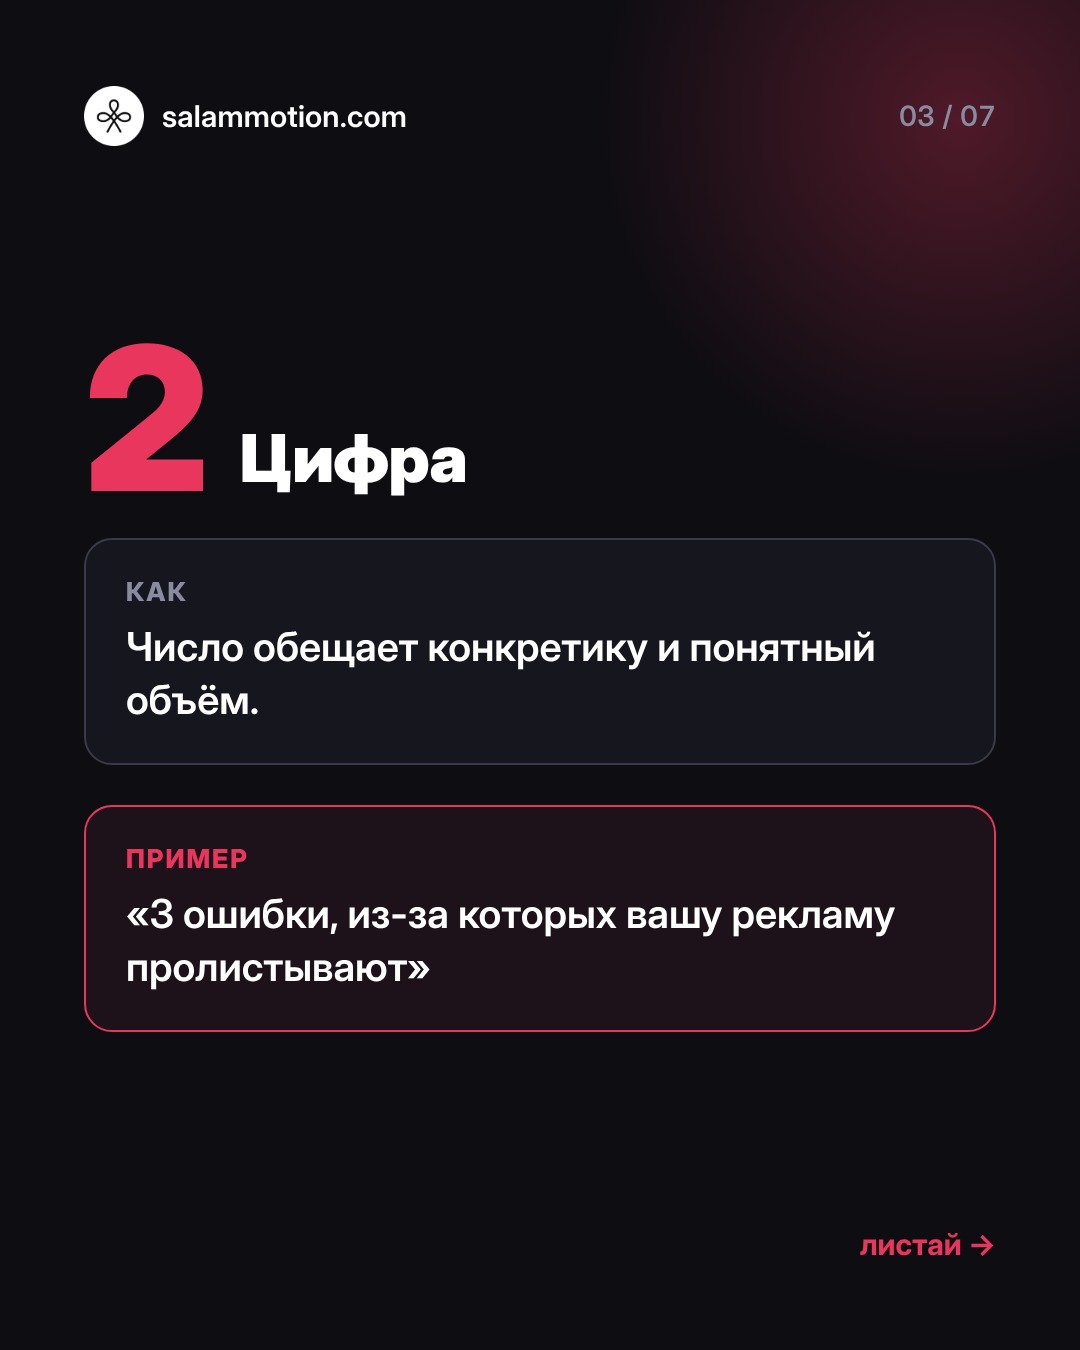 salammotion.com
03 / 07
2 Цифра
КАК
Число обещает конкретику и понятный
объём.
ПРИМЕР
«3 ошибки, из-за которых вашу рекламу
пролистывают»
листай →